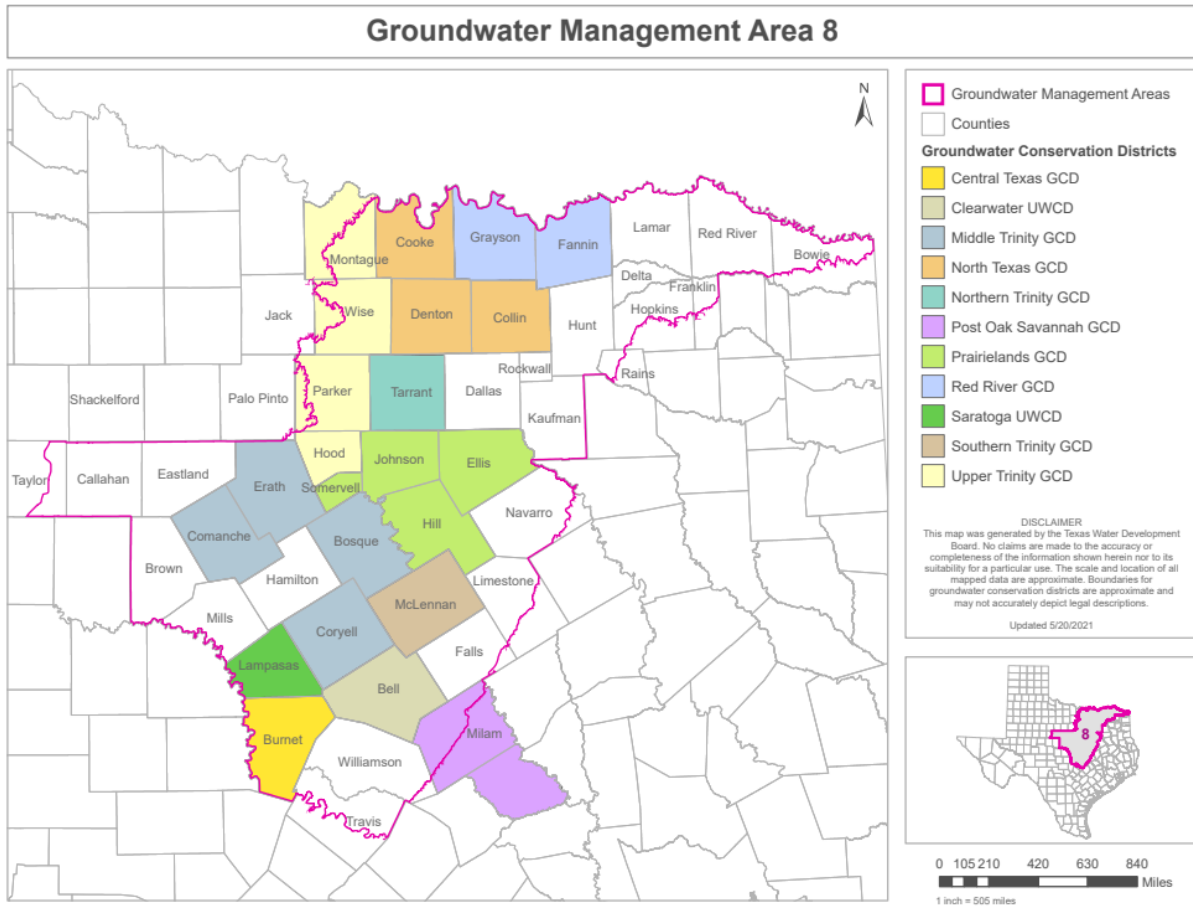 Groundwater Management Area 8
N
Lamar
Red River
Bowie
Cooke
Grayson
Fannin
Montague
Delta
Franklin
Hopkins
Jack
Wise
Denton
Collin
Hunt
Rockwall
Rains
Shackelford
Palo Pinto
Parker
Tarrant
Dallas
Kaufman
Taylor
Callahan
Eastland
Hood
Johnson
Ellis
Erath
Somervell
Navarro
Comanche
Bosque
Hill
Brown
Hamilton
Limestone
Mills
McLennan
Coryell
Falls
Lampasas
Bell
Burnet
Milam
Williamson
Travis
Groundwater Management Areas
Counties
Groundwater Conservation Districts
Central Texas GCD
Clearwater UWCD
Middle Trinity GCD
North Texas GCD
Northern Trinity GCD
Post Oak Savannah GCD
Prairielands GCD
Red River GCD
Saratoga UWCD
Southern Trinity GCD
Upper Trinity GCD
DISCLAIMER
This map was generated by the Texas Water Development
Board. No claims are made to the accuracy or
completeness of the information shown herein nor to its
suitability for a particular use. The scale and location of all
mapped data are approximate. Boundaries for
groundwater conservation districts are approximate and
may not accurately depict legal descriptions.
Updated 5/20/2021
8
0 105 210 420 630 840
Miles
1 inch = 505 miles